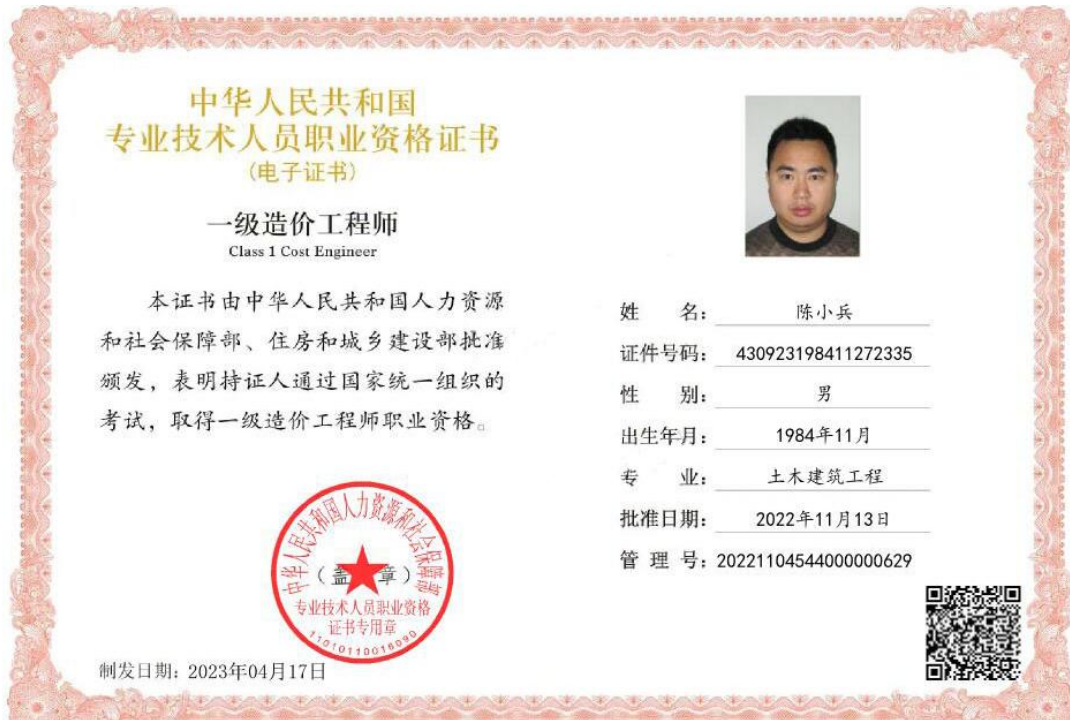 中华人民共和国
专业技术人员职业资格证书
(电子证书)
一级造价工程师
Class 1 Cost Engineer
本证书由中华人民共和国人力资源
和社会保障部、住房和城乡建设部批准
颁发，表明持证人通过国家统一组织的
考试，取得一级造价工程师职业资格。
中华人民共和国人力资源和社会保障部
（盖章）
专业技术人员职业资格
证书专用章
11010110016090
制发日期：2023年04月17日
姓 名： 陈小兵
证件号码： 430923198411272335
性 别： 男
出生年月： 1984年11月
专 业： 土木建筑工程
批准日期： 2022年11月13日
管 理 号： 20221104544000000629